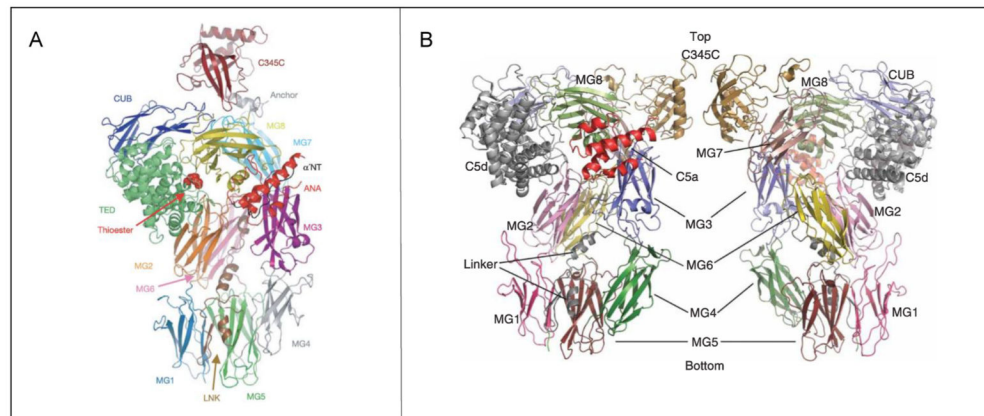 A
C345C
Anchor
CUB
MG8
MG7
α'NT
ANA
TED
Thioester
MG3
MG2
MG6
MG4
MG1
LNK
MG5
B
Top
C345C
MG8
MG8
CUB
MG7
C5d
C5a
C5d
MG2
MG3
MG2
Linker
MG6
MG1
MG4
MG1
MG5
Bottom